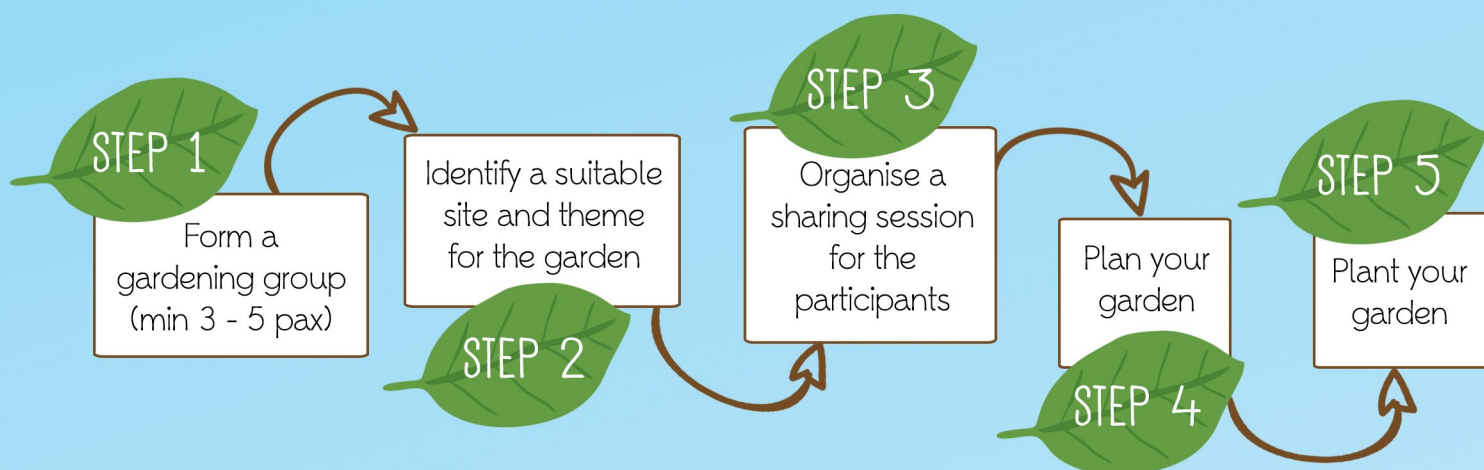 STEP 1
Form a
gardening group
(min 3 - 5 pax)
Identify a suitable
site and theme
for the garden
STEP 2
STEP 3
Organise a
sharing session
for the
participants
Plan your
garden
STEP 4
STEP 5
Plant your
garden